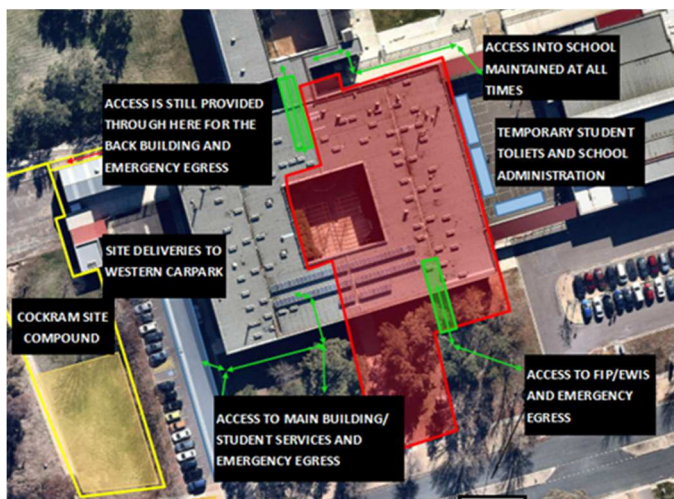 ACCESS INTO SCHOOL
MAINTAINED AT ALL
TIMES
ACCESS IS STILL PROVIDED
THROUGH HERE FOR THE
BACK BUILDING AND
EMERGENCY EGRESS
TEMPORARY STUDENT
TOLIETS AND SCHOOL
ADMINISTRATION
SITE DELIVERIES TO
WESTERN CARPARK
COCKRAM SITE
COMPOUND
ACCESS TO FIP/EWIS
AND EMERGENCY
EGRESS
ACCESS TO MAIN BUILDING/
STUDENT SERVICES AND
EMERGENCY EGRESS